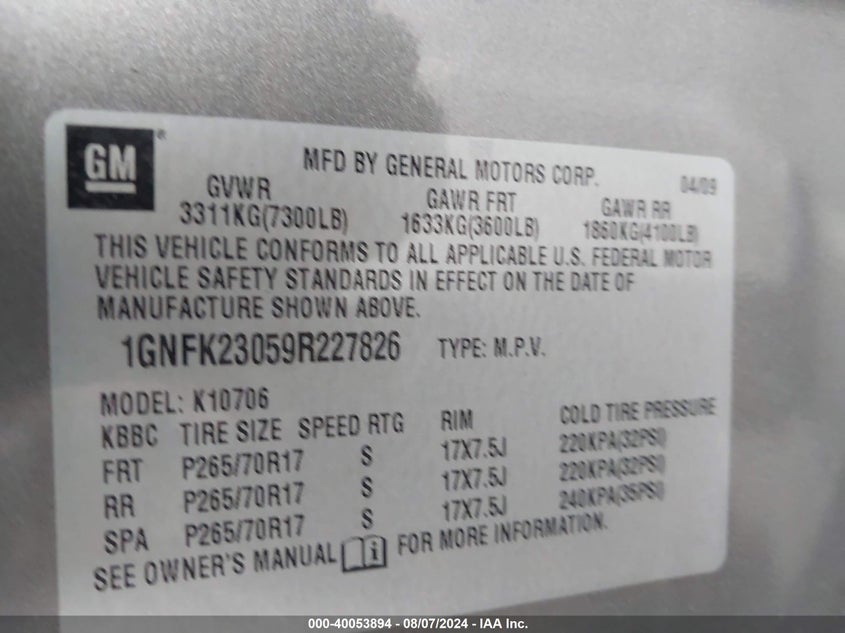 GM®
MFD BY GENERAL MOTORS CORP. 04/09
GVWR GAWR FRT GAWR RR
3311KG(7300LB) 1633KG(3600LB) 1860KG(4100LB)
THIS VEHICLE CONFORMS TO ALL APPLICABLE U.S. FEDERAL MOTOR
VEHICLE SAFETY STANDARDS IN EFFECT ON THE DATE OF
MANUFACTURE SHOWN ABOVE.
1GNFK23059R227826 TYPE: M.P.V.
MODEL: K10706
KBBC TIRE SIZE SPEED RTG RIM COLD TIRE PRESSURE
FRT P265/70R17 S 17X7.5J 220KPA(32PSI)
RR P265/70R17 S 17X7.5J 220KPA(32PSI)
SPA P265/70R17 S 17X7.5J 240KPA(35PSI)
SEE OWNER'S MANUAL i FOR MORE INFORMATION.
000-40053894 - 08/07/2024 - IAA Inc.